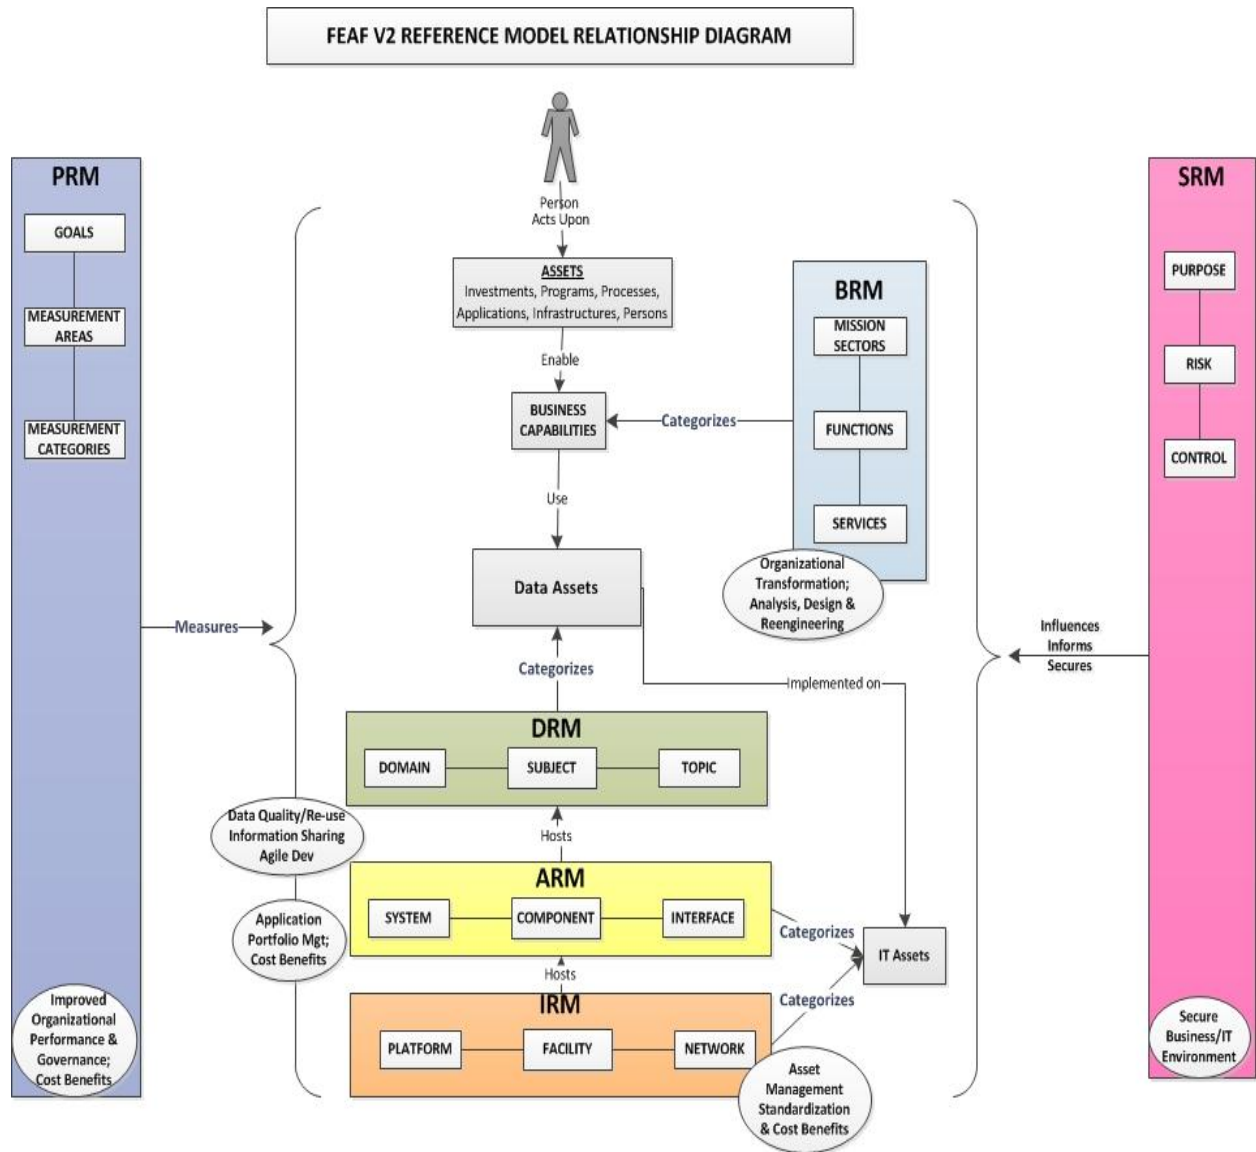 FEAF V2 REFERENCE MODEL RELATIONSHIP DIAGRAM
PRM
GOALS
MEASUREMENT
AREAS
MEASUREMENT
CATEGORIES
Improved
Organizational
Performance &
Governance;
Cost Benefits
Measures
Person
Acts Upon
ASSETS
Investments, Programs, Processes,
Applications, Infrastructures, Persons
Enable
BUSINESS
CAPABILITIES
Categorizes
BRM
MISSION
SECTORS
FUNCTIONS
SERVICES
Organizational
Transformation;
Analysis, Design &
Reengineering
Use
Data Assets
Categorizes
Implemented on
DRM
DOMAIN
SUBJECT
TOPIC
Data Quality/Re-use
Information Sharing
Agile Dev
Hosts
ARM
SYSTEM
COMPONENT
INTERFACE
Application
Portfolio Mgt;
Cost Benefits
Categorizes
IT Assets
Hosts
Categorizes
IRM
PLATFORM
FACILITY
NETWORK
Asset
Management
Standardization
& Cost Benefits
Influences
Informs
Secures
SRM
PURPOSE
RISK
CONTROL
Secure
Business/IT
Environment